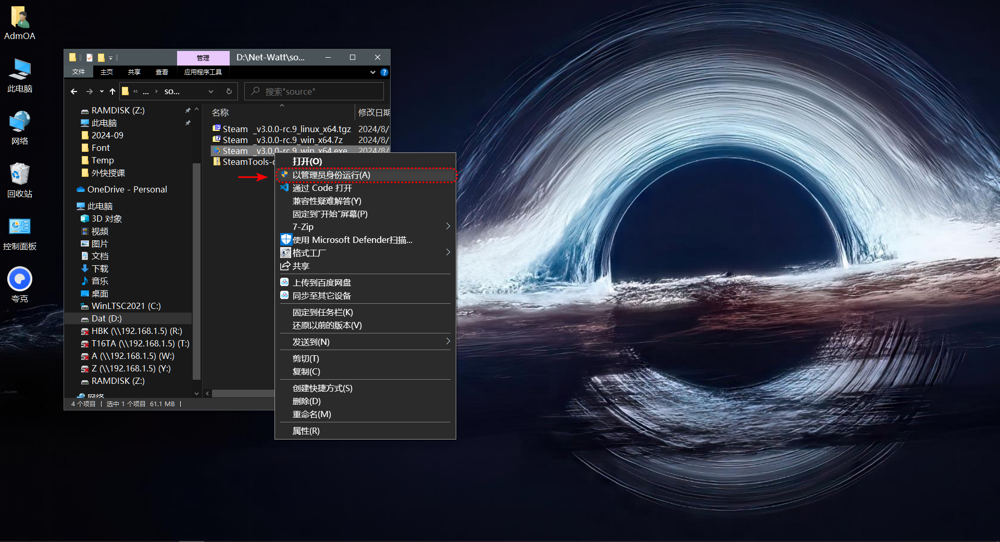 AdmOA
此电脑
网络
回收站
控制面板
夸克
管理
D:\Net-Watt\so...
文件
主页
共享
查看
应用程序工具
...
so...
搜索"source"
RAMDISK (Z:)
此电脑
2024-09
Font
Temp
外快授课
OneDrive - Personal
此电脑
3D 对象
视频
图片
文档
下载
音乐
桌面
WinLTSC2021 (C:)
Dat (D:)
HBK (\\192.168.1.5) (R:)
T16TA (\\192.168.1.5) (T:)
A (\\192.168.1.5) (W:)
Z (\\192.168.1.5) (Y:)
RAMDISK (Z:)
网络
名称
修改日期
Steam _v3.0.0-rc.9_linux_x64.tgz 2024/8/
Steam _v3.0.0-rc.9_win_x64.7z 2024/8/
Steam _v3.0.0-rc.9_win_x64.exe 2024/8/
SteamTools-
打开(O)
以管理员身份运行(A)
通过 Code 打开
兼容性疑难解答(Y)
固定到"开始"屏幕(P)
7-Zip
使用 Microsoft Defender扫描...
格式工厂
共享
上传到百度网盘
同步至其它设备
固定到任务栏(K)
还原以前的版本(V)
发送到(N)
剪切(T)
复制(C)
创建快捷方式(S)
删除(D)
重命名(M)
属性(R)
4 个项目
选中 1 个项目 61.1 MB